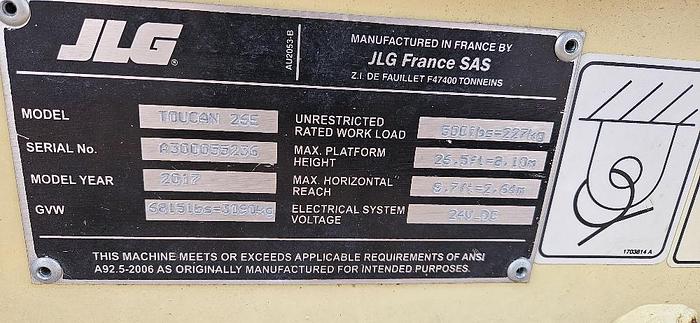 JLG®
AU2053-B
MANUFACTURED IN FRANCE BY
JLG France SAS
Z.I. DE FAUILLET F47400 TONNEINS
MODEL TOUCAN 26E
SERIAL No. A300055236
MODEL YEAR 2017
GVW 6815lbs=3090kg
UNRESTRICTED
RATED WORK LOAD 500lbs=227kg
MAX. PLATFORM
HEIGHT 26.5ft=8.10m
MAX. HORIZONTAL
REACH 8.7ft=2.64m
ELECTRICAL SYSTEM
VOLTAGE 24V_DC
THIS MACHINE MEETS OR EXCEEDS APPLICABLE REQUIREMENTS OF ANSI
A92.5-2006 AS ORIGINALLY MANUFACTURED FOR INTENDED PURPOSES.
1703814 A